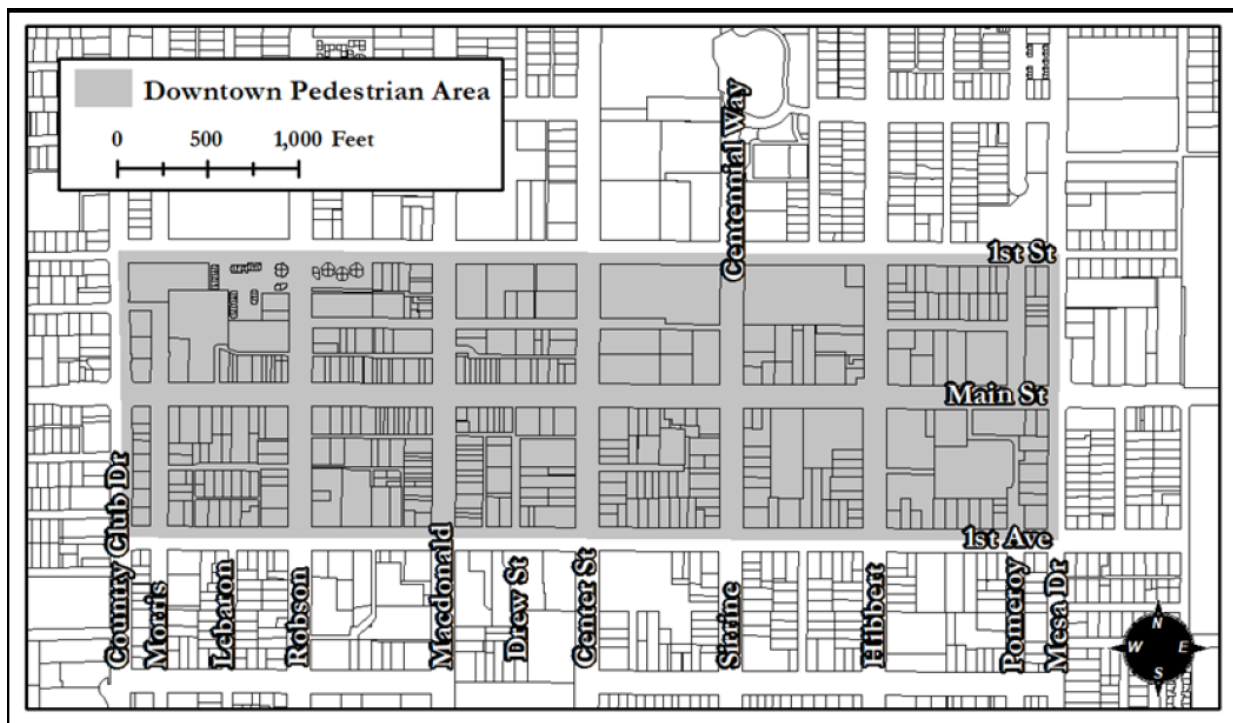 Downtown Pedestrian Area
0 500 1,000 Feet
Centennial Way
1st St
Main St
1st Ave
Country Club Dr
Morris
Lebaron
Robson
Macdonald
Drew St
Center St
Sirrine
Hibbert
Pomeroy
Mesa Dr
N
W E
S